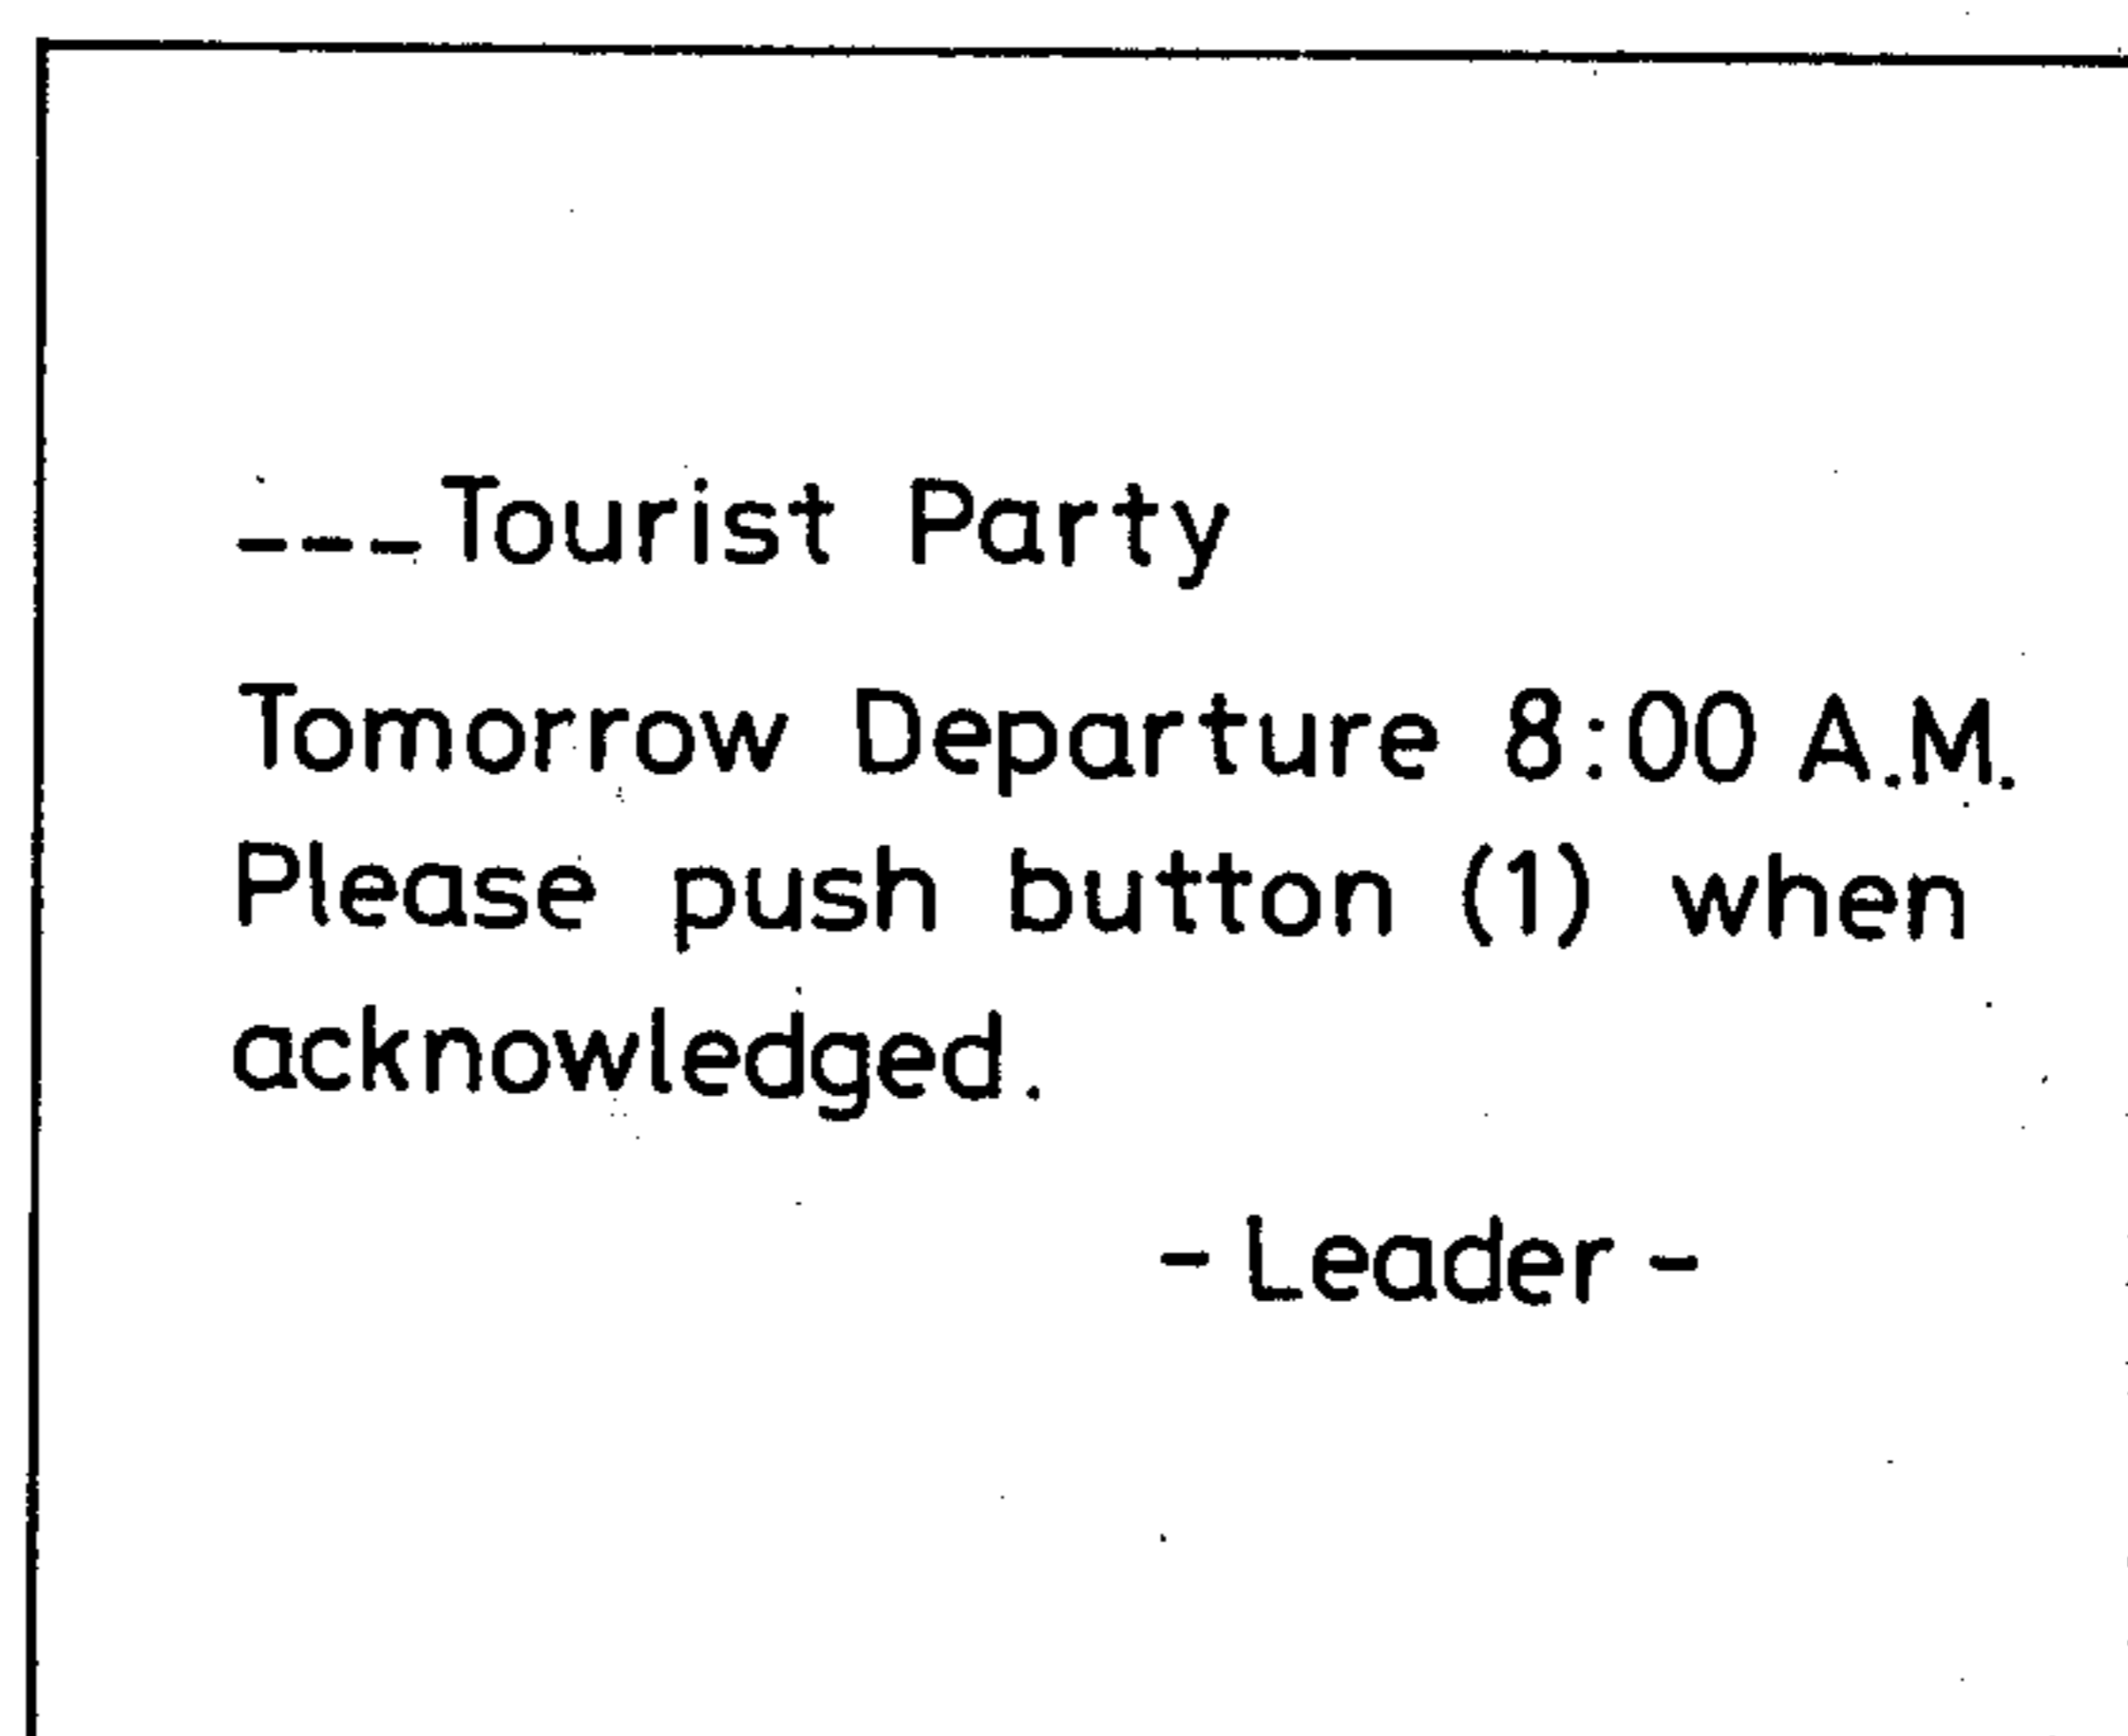 ---Tourist Party
Tomorrow Departure 8:00 A.M.
Please push button (1) when
acknowledged.
- Leader -